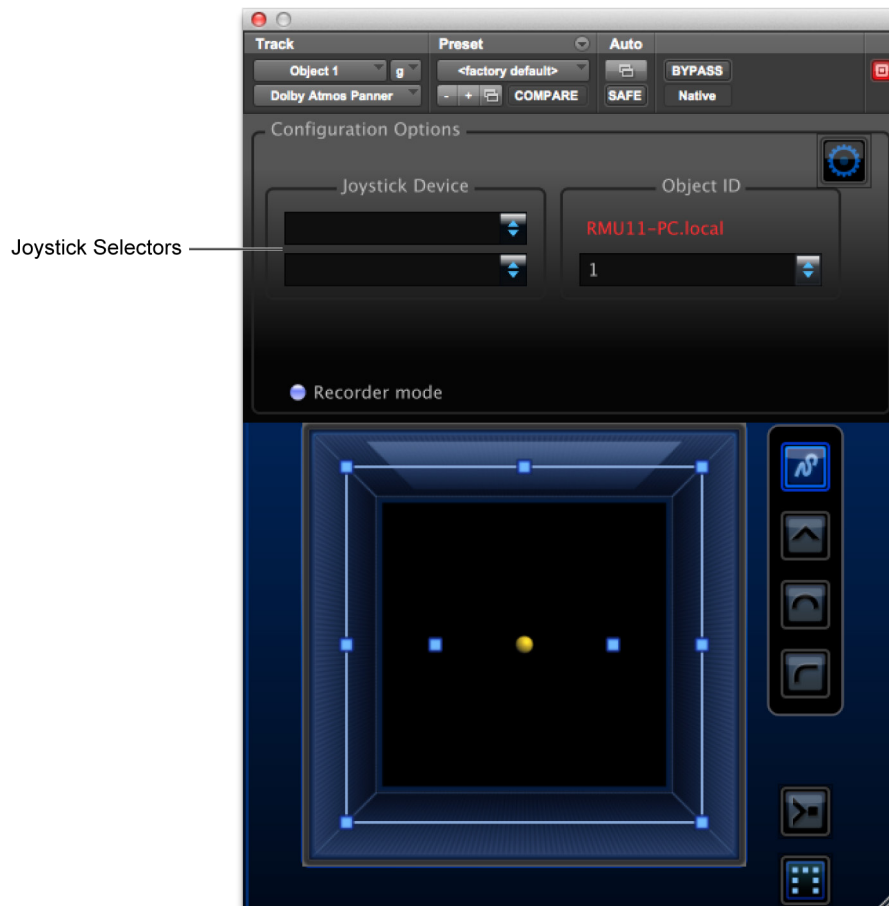 Track Preset Auto
Object 1 g <factory default> BYPASS
Dolby Atmos Panner - + COMPARE SAFE Native
Configuration Options
Joystick Device Object ID
Joystick Selectors
RMU11-PC.local
1
Recorder mode